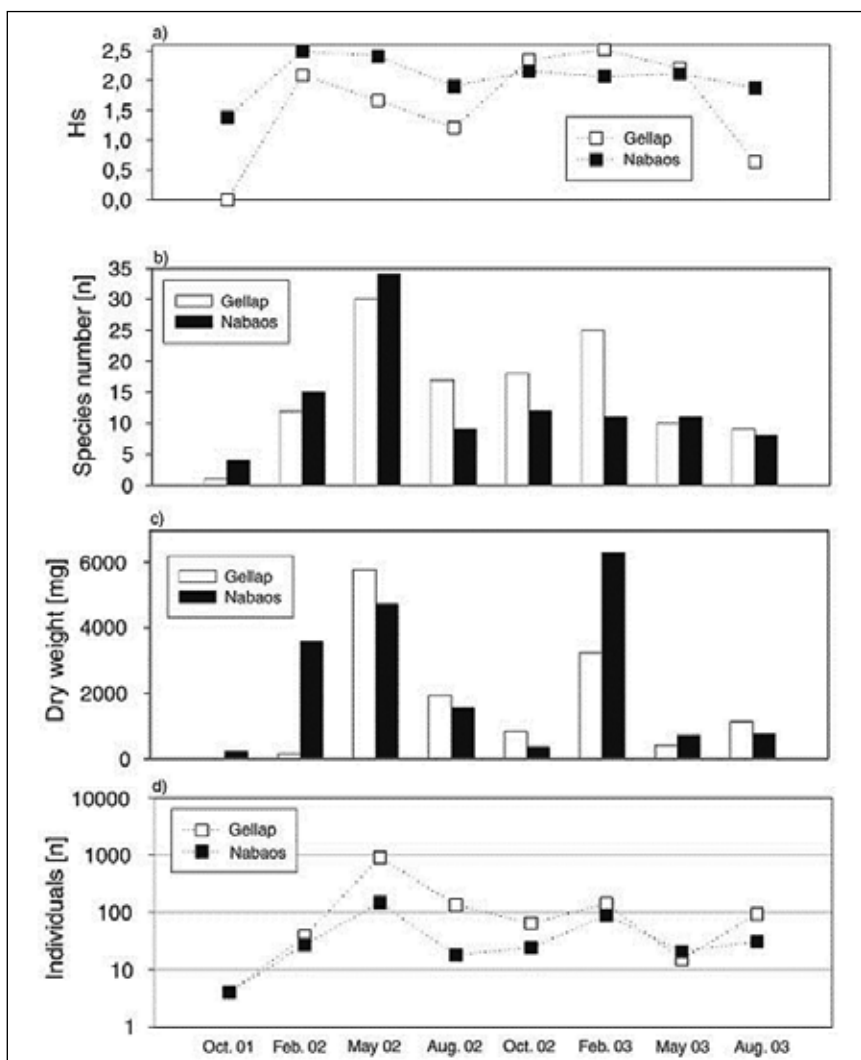 a)
2,5
2,0
1,5
1,0
0,5
0,0
Hs
Gellap
Nabaos
b)
35
30
25
20
15
10
5
0
Species number [n]
Gellap
Nabaos
c)
6000
4000
2000
0
Dry weight [mg]
Gellap
Nabaos
d)
10000
1000
100
10
1
Individuals [n]
Gellap
Nabaos
Oct. 01 Feb. 02 May 02 Aug. 02 Oct. 02 Feb. 03 May 03 Aug. 03